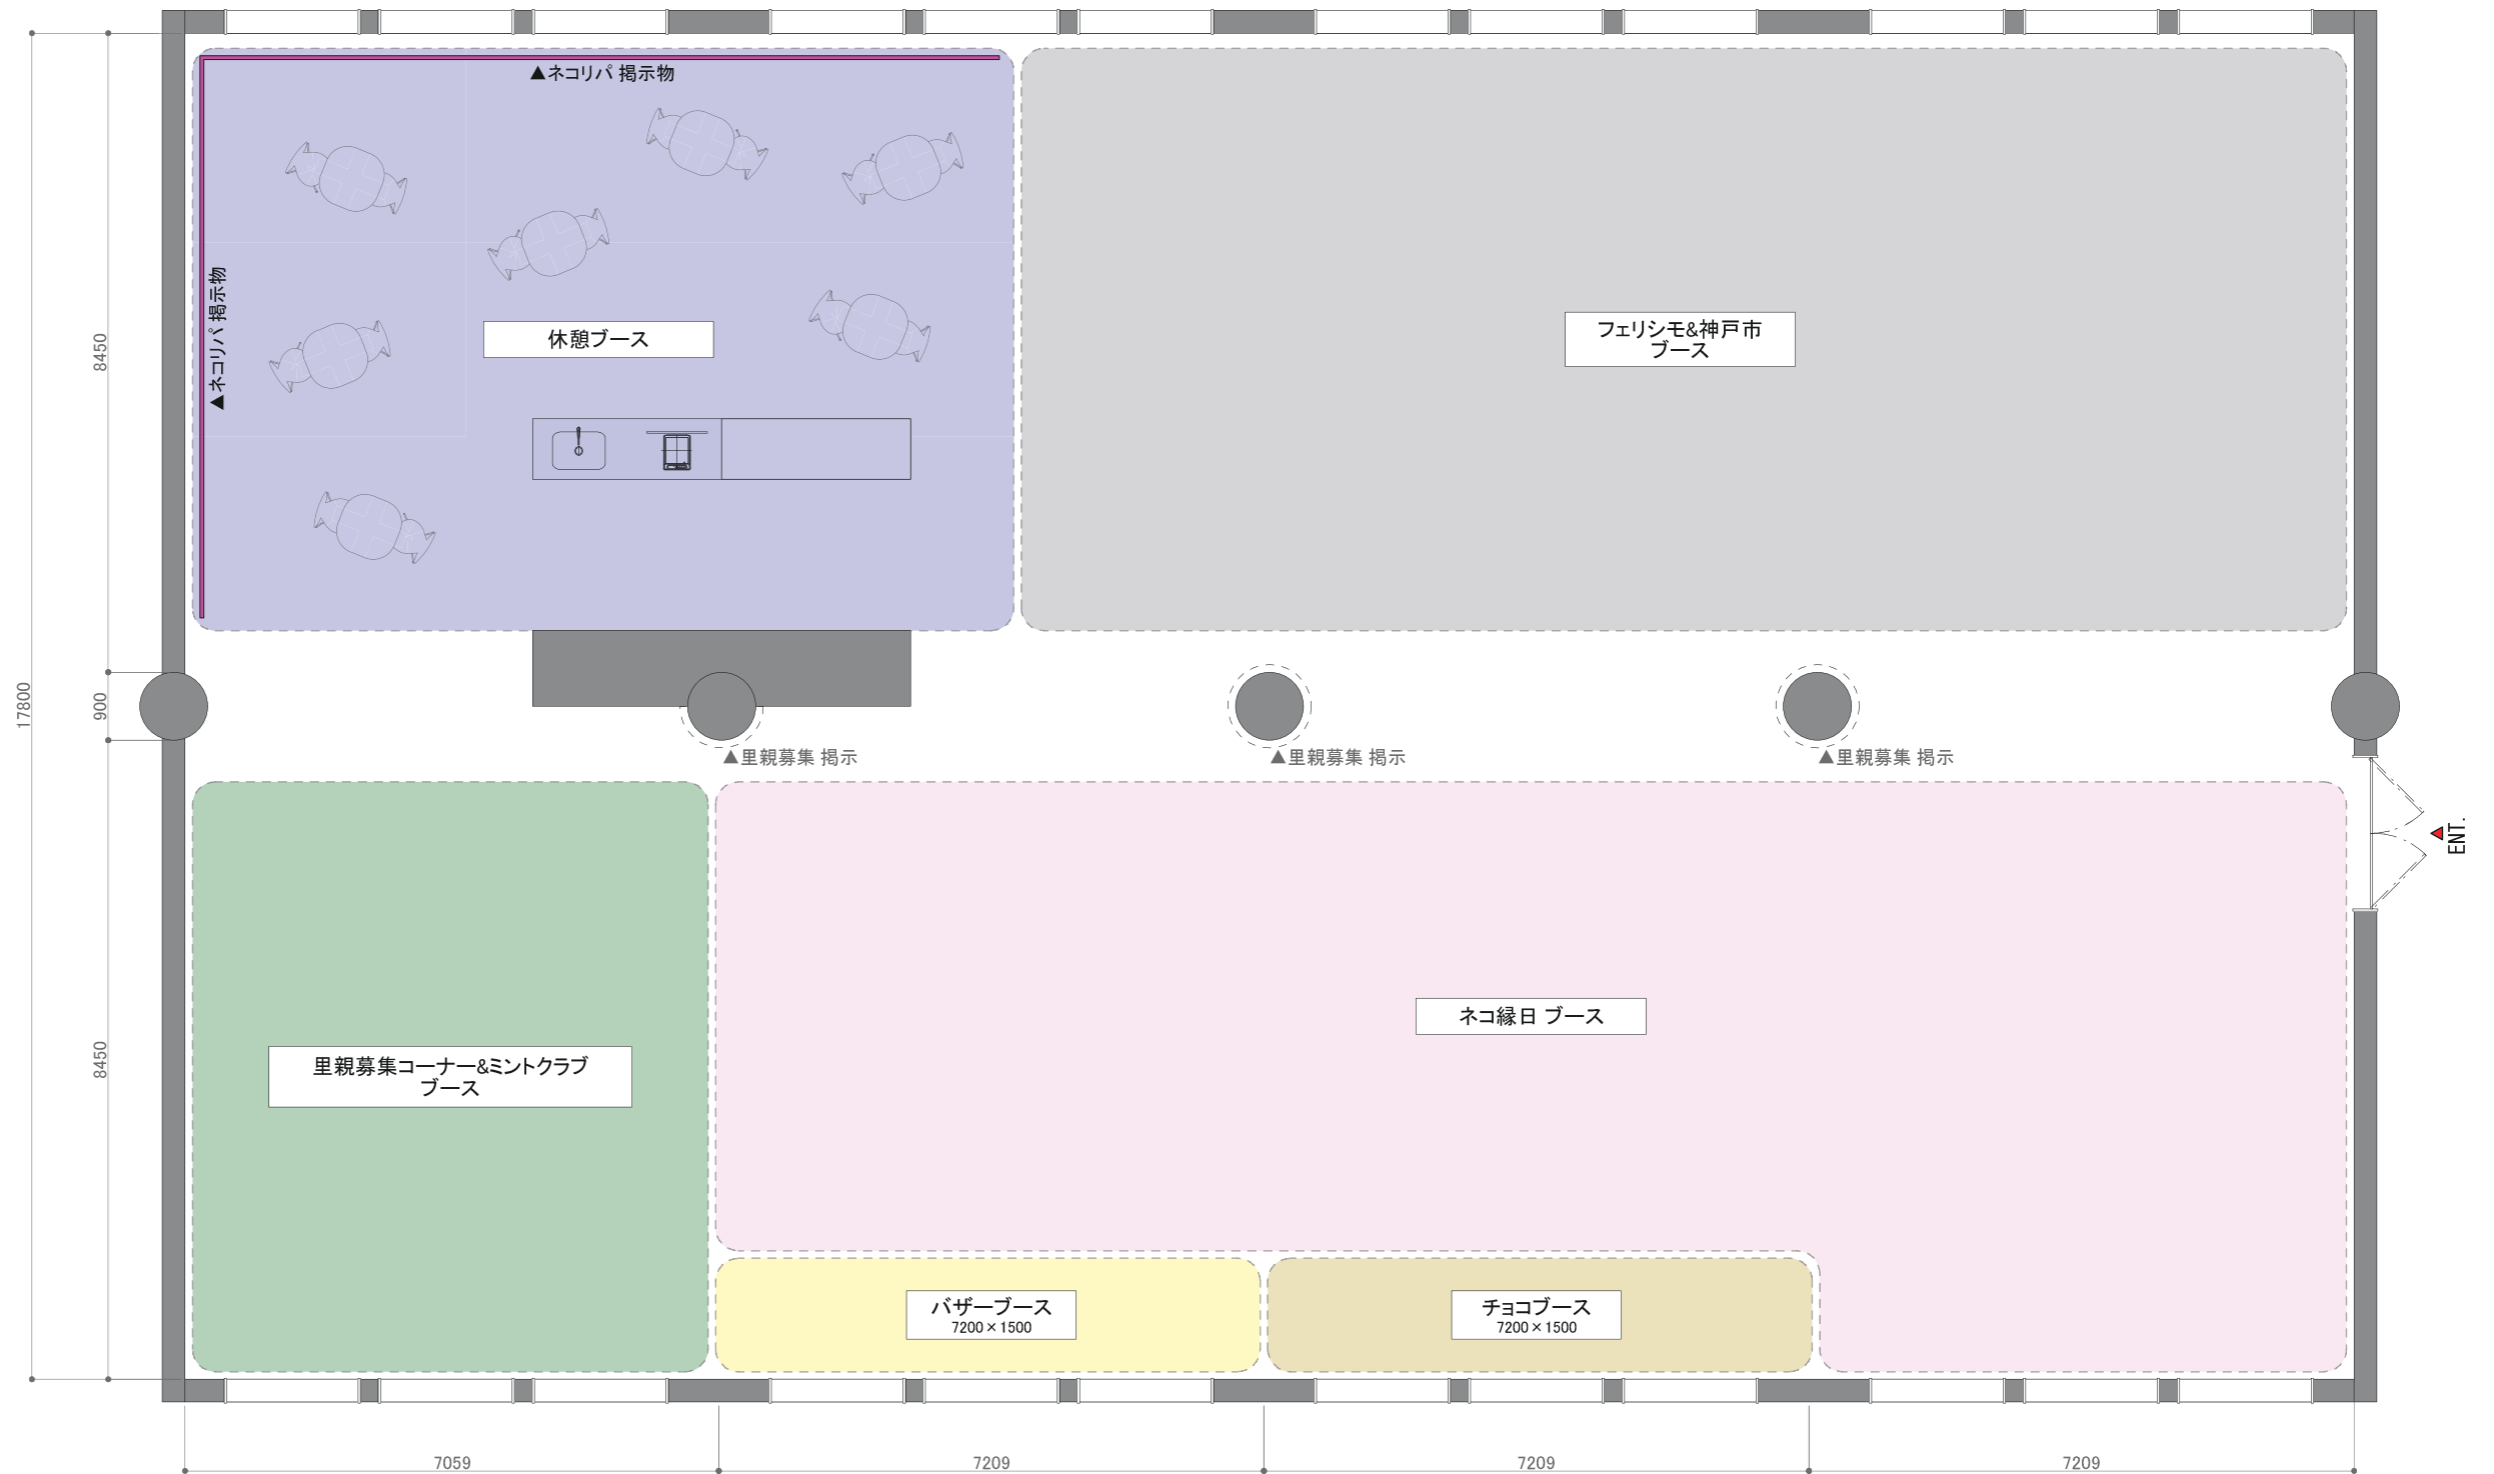 ▲ネコリパ 掲示物
▲ネコリパ 掲示物
休憩ブース
フェリシモ&神戸市
ブース
8450
17800
900
▲里親募集 掲示
▲里親募集 掲示
▲里親募集 掲示
ENT.
ネコ縁日 ブース
里親募集コーナー&ミントクラブ
ブース
8450
バザーブース
7200×1500
チョコブース
7200×1500
7059
7209
7209
7209